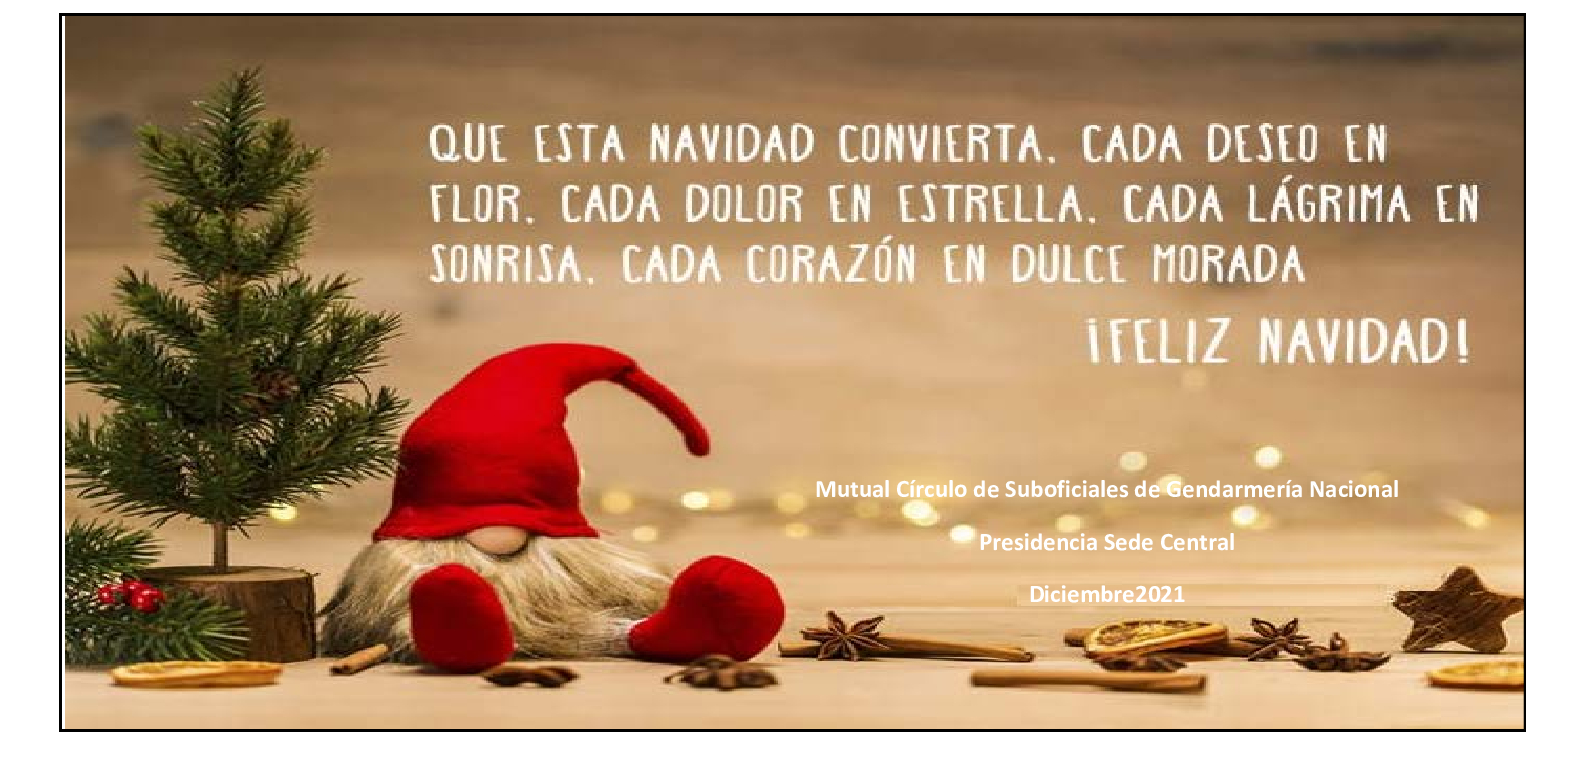 QUE ESTA NAVIDAD CONVIERTA. CADA DESEO EN
FLOR. CADA DOLOR EN ESTRELLA. CADA LÁGRIMA EN
SONRISA. CADA CORAZÓN EN DULCE MORADA
¡FELIZ NAVIDAD!
Mutual Círculo de Suboficiales de Gendarmería Nacional
Presidencia Sede Central
Diciembre2021